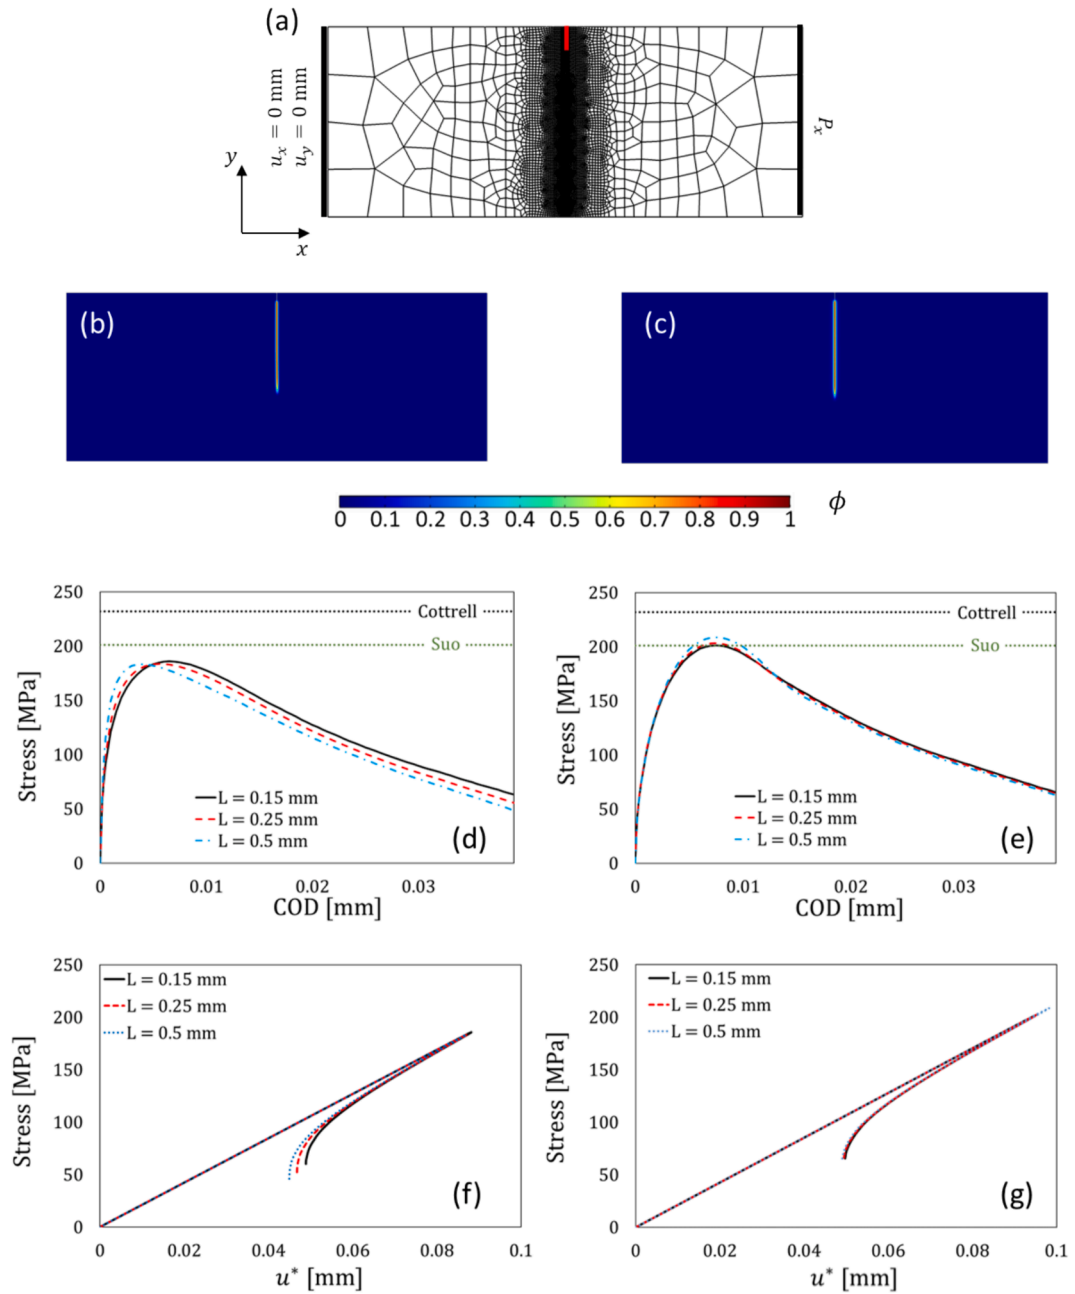 (a)
u_x = 0 mm
u_y = 0 mm
P_x
y
x
(b)
(c)
0 0.1 0.2 0.3 0.4 0.5 0.6 0.7 0.8 0.9 1
ϕ
250
200
150
100
50
0
Stress [MPa]
Cottrell
Suo
L = 0.15 mm
L = 0.25 mm
L = 0.5 mm
(d)
0 0.01 0.02 0.03
COD [mm]
250
200
150
100
50
0
Stress [MPa]
Cottrell
Suo
L = 0.15 mm
L = 0.25 mm
L = 0.5 mm
(e)
0 0.01 0.02 0.03
COD [mm]
250
200
150
100
50
0
Stress [MPa]
L = 0.15 mm
L = 0.25 mm
L = 0.5 mm
(f)
0 0.02 0.04 0.06 0.08 0.1
u* [mm]
250
200
150
100
50
0
Stress [MPa]
L = 0.15 mm
L = 0.25 mm
L = 0.5 mm
(g)
0 0.02 0.04 0.06 0.08 0.1
u* [mm]